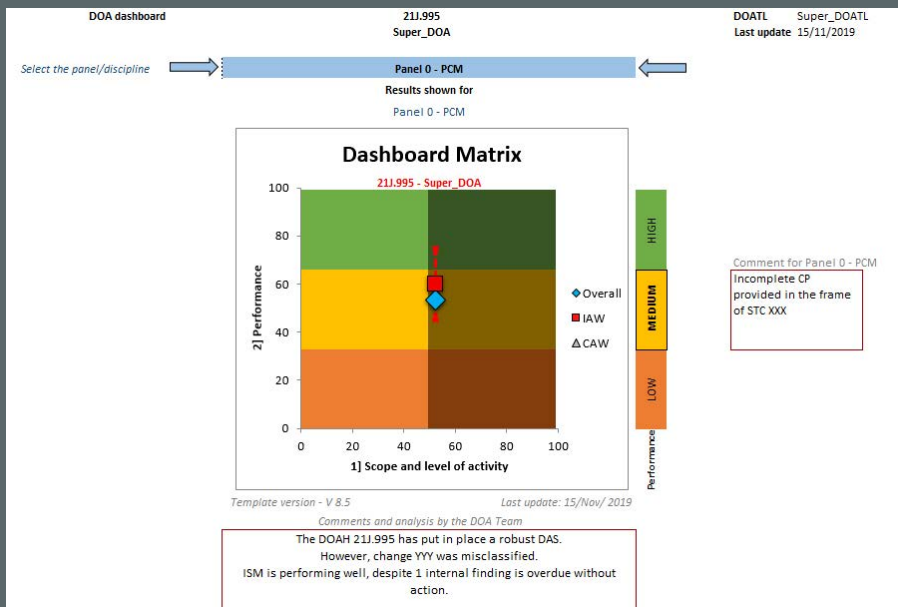 DOA dashboard
21J.995
Super_DOA
DOATL Super_DOATL
Last update 15/11/2019
Select the panel/discipline
Panel 0 - PCM
Results shown for
Panel 0 - PCM
Dashboard Matrix
21J.995 - Super_DOA
100
80
60
40
20
0
2] Performance
0 20 40 60 80 100
1] Scope and level of activity
Overall
IAW
CAW
HIGH
MEDIUM
LOW
Performance
Comment for Panel 0 - PCM
Incomplete CP
provided in the frame
of STC XXX
Template version - V 8.5
Last update: 15/Nov/ 2019
Comments and analysis by the DOA Team
The DOAH 21J.995 has put in place a robust DAS.
However, change YYY was misclassified.
ISM is performing well, despite 1 internal finding is overdue without
action.